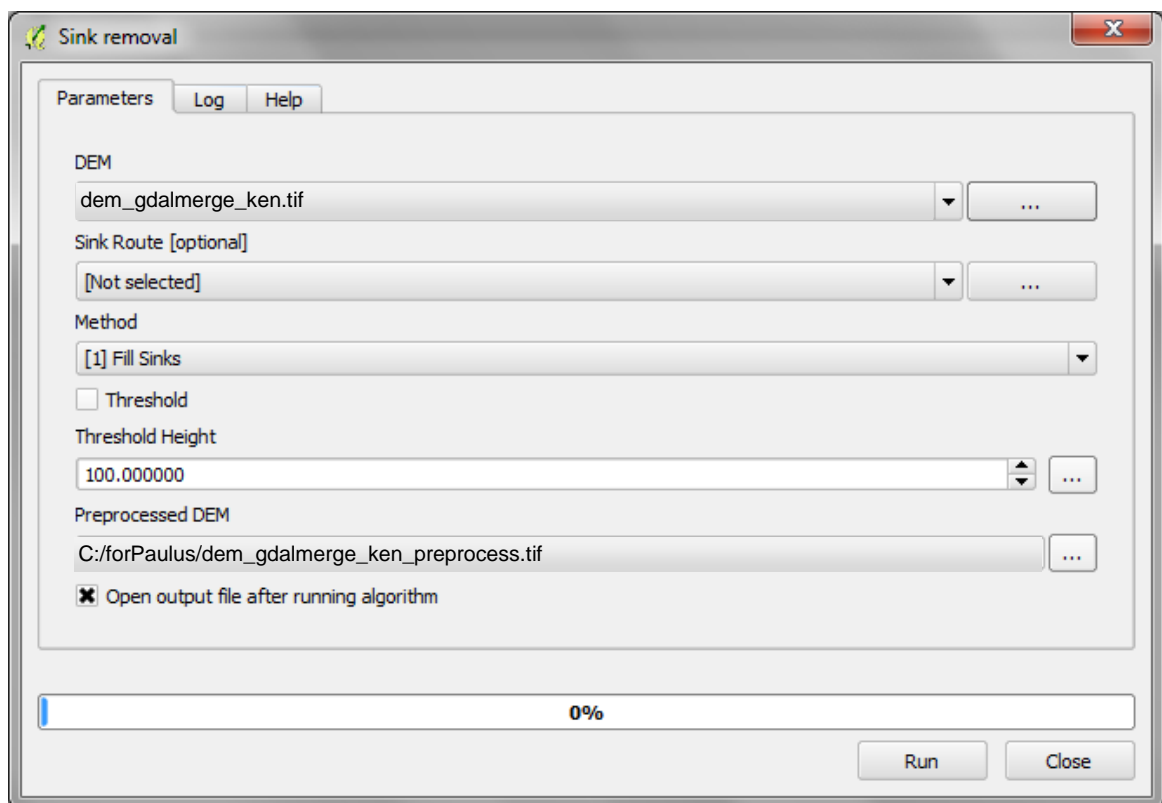 Sink removal
Parameters Log Help
DEM
dem_gdalmerge_ken.tif ...
Sink Route [optional]
[Not selected] ...
Method
[1] Fill Sinks
Threshold
Threshold Height
100.000000 ...
Preprocessed DEM
C:/forPaulus/dem_gdalmerge_ken_preprocess.tif ...
Open output file after running algorithm
0%
Run Close